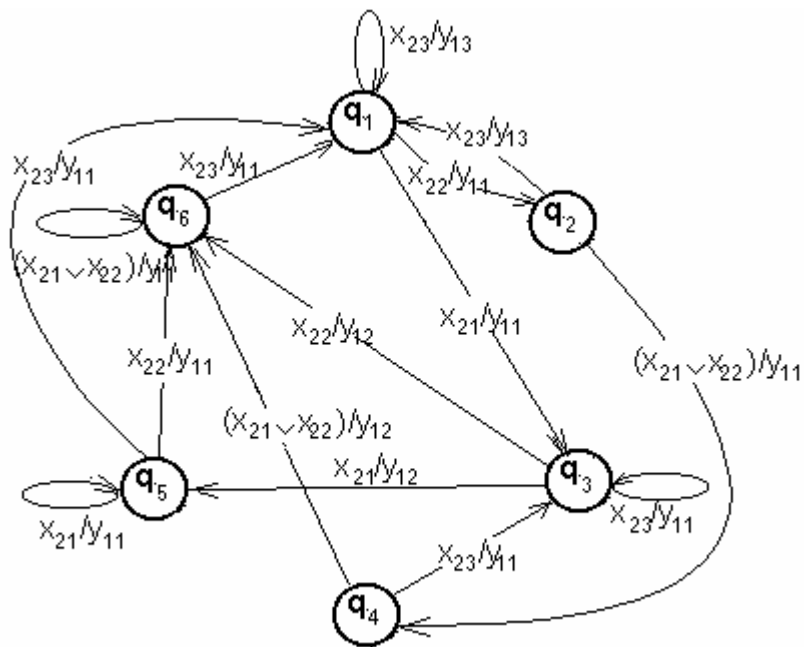 x₂₃/y₁₃
q₁
x₂₃/y₁₁
x₂₃/y₁₁
x₂₃/y₁₃
x₂₂/y₁₁
q₆
q₂
(x₂₁∨x₂₂)/y₁₁
x₂₁/y₁₁
x₂₂/y₁₂
x₂₂/y₁₁
(x₂₁∨x₂₂)/y₁₁
(x₂₁∨x₂₂)/y₁₂
x₂₁/y₁₂
q₅
q₃
x₂₁/y₁₁
x₂₃/y₁₁
x₂₃/y₁₁
q₄